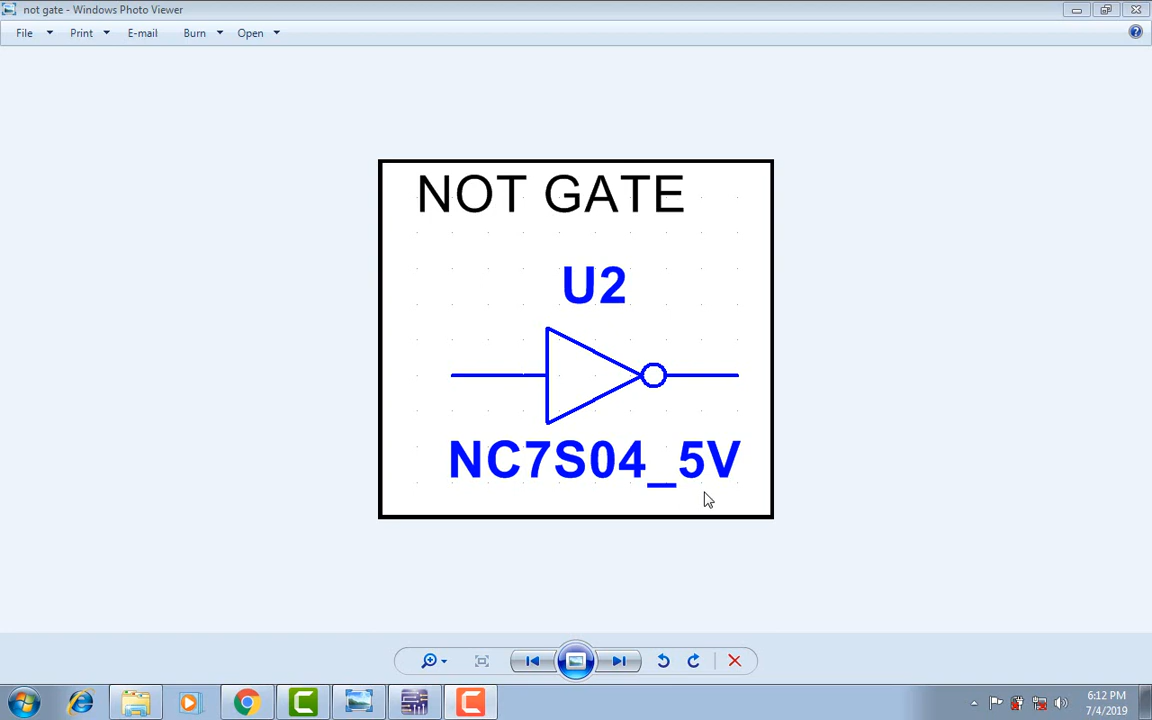 not gate - Windows Photo Viewer
File Print E-mail Burn Open
NOT GATE
U2
NC7S04_5V
6:12 PM
7/4/2019